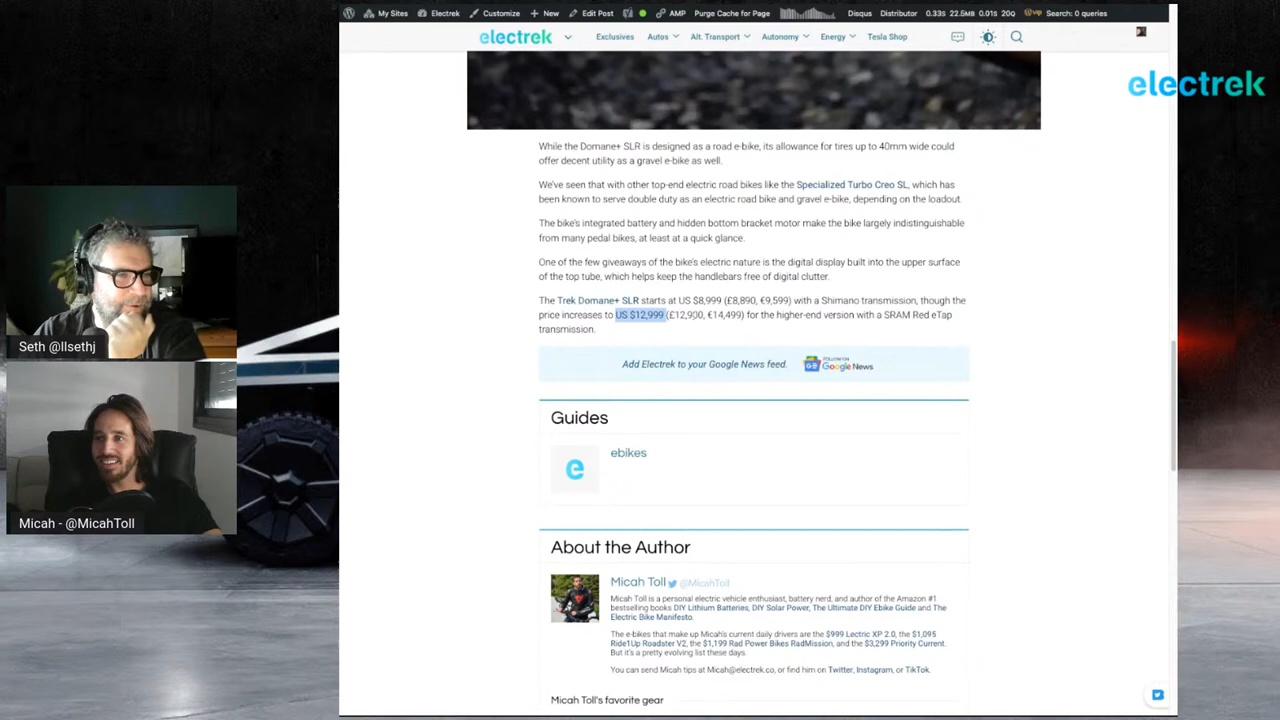 My Sites Electrek Customize New Edit Post AMP Purge Cache for Page Disqus Distributor 0.33s 22.5MB 0.01s 20Q Search: 0 queries
electrek Exclusives Autos Alt. Transport Autonomy Energy Tesla Shop
electrek
While the Domane+ SLR is designed as a road e-bike, its allowance for tires up to 40mm wide could
offer decent utility as a gravel e-bike as well.
We've seen that with other top-end electric road bikes like the Specialized Turbo Creo SL, which has
been known to serve double duty as an electric road bike and gravel e-bike, depending on the loadout.
The bike's integrated battery and hidden bottom bracket motor make the bike largely indistinguishable
from many pedal bikes, at least at a quick glance.
One of the few giveaways of the bike's electric nature is the digital display built into the upper surface
of the top tube, which helps keep the handlebars free of digital clutter.
The Trek Domane+ SLR starts at US $8,999 (£8,890, €9,599) with a Shimano transmission, though the
price increases to US $12,999 (£12,900, €14,499) for the higher-end version with a SRAM Red eTap
transmission.
Add Electrek to your Google News feed. FOLLOW ON
Google News
Guides
e
ebikes
About the Author
Micah Toll @MicahToll
Micah Toll is a personal electric vehicle enthusiast, battery nerd, and author of the Amazon #1
bestselling books DIY Lithium Batteries, DIY Solar Power, The Ultimate DIY Ebike Guide and The
Electric Bike Manifesto.
The e-bikes that make up Micah's current daily drivers are the $999 Lectric XP 2.0, the $1,095
Ride1Up Roadster V2, the $1,199 Rad Power Bikes RadMission, and the $3,299 Priority Current.
But it's a pretty evolving list these days.
You can send Micah tips at Micah@electrek.co, or find him on Twitter, Instagram, or TikTok.
Micah Toll's favorite gear
Seth @llsethj
Micah - @MicahToll